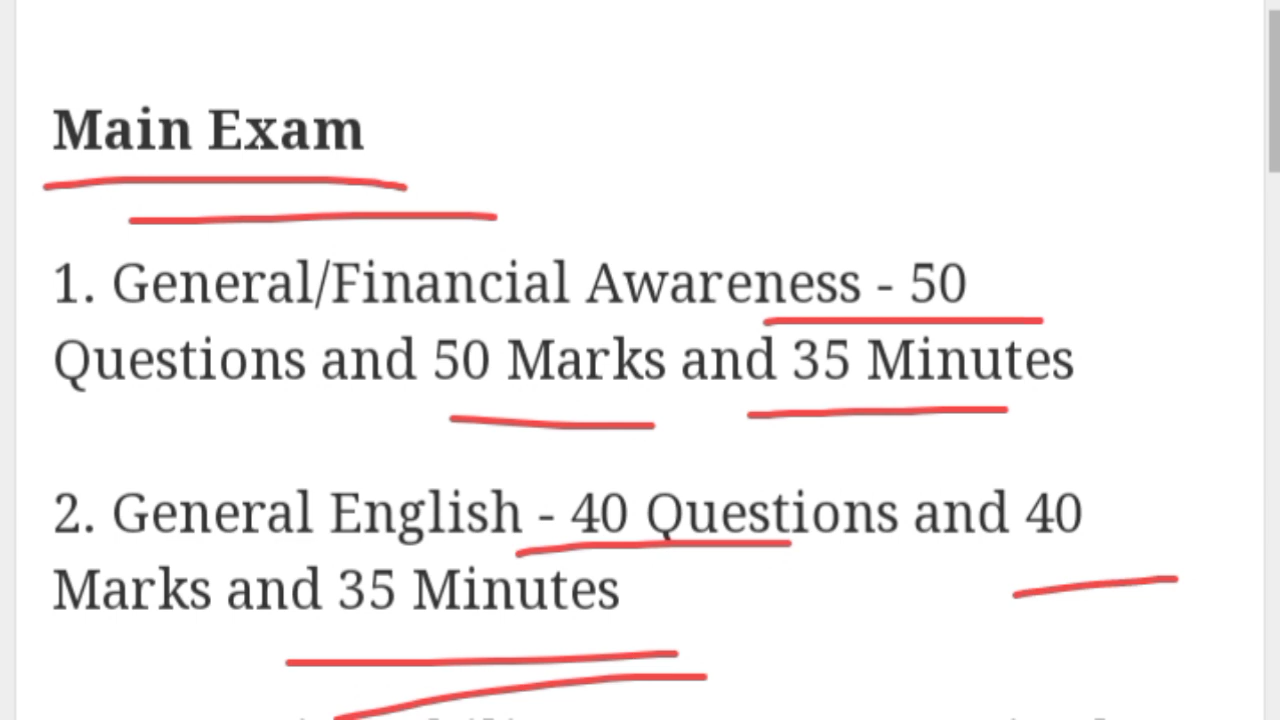 Main Exam
1. General/Financial Awareness - 50
Questions and 50 Marks and 35 Minutes
2. General English - 40 Questions and 40
Marks and 35 Minutes